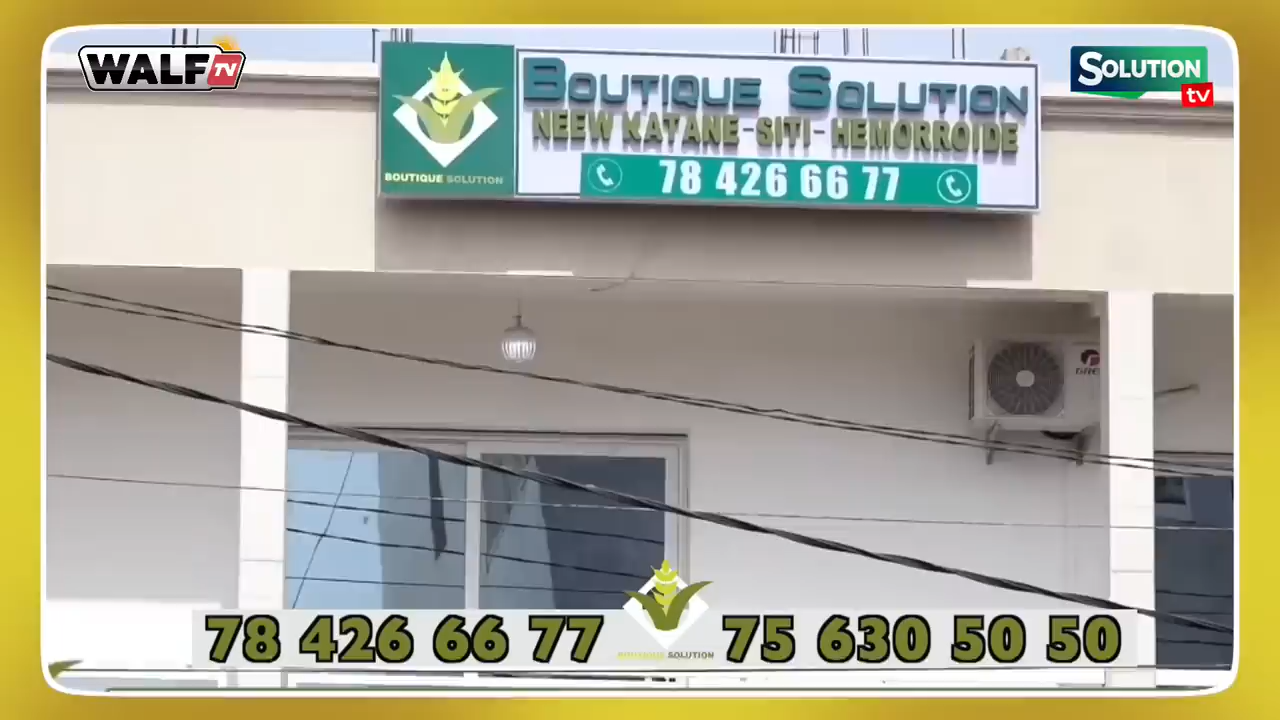 WALF TV
SOLUTION tv
BOUTIQUE SOLUTION
NEEW KATANE-SITI-HEMORROIDE
BOUTIQUE SOLUTION
78 426 66 77
GREE
78 426 66 77
BOUTIQUE SOLUTION
75 630 50 50